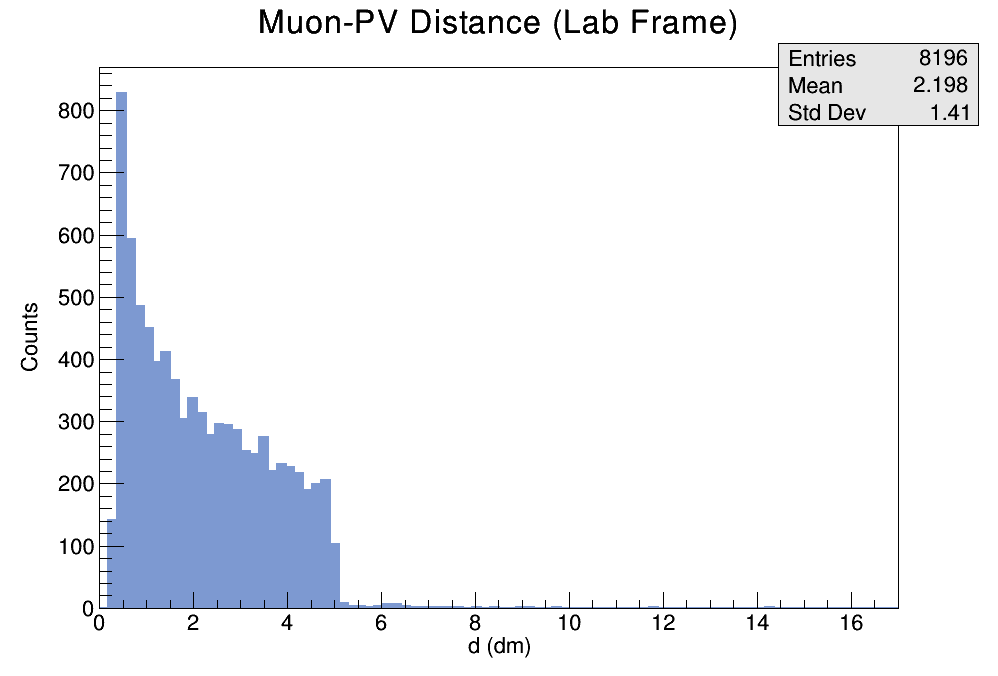 Muon-PV Distance (Lab Frame)
Entries 8196
Mean 2.198
Std Dev 1.41
Counts
800
700
600
500
400
300
200
100
0
0 2 4 6 8 10 12 14 16
d (dm)